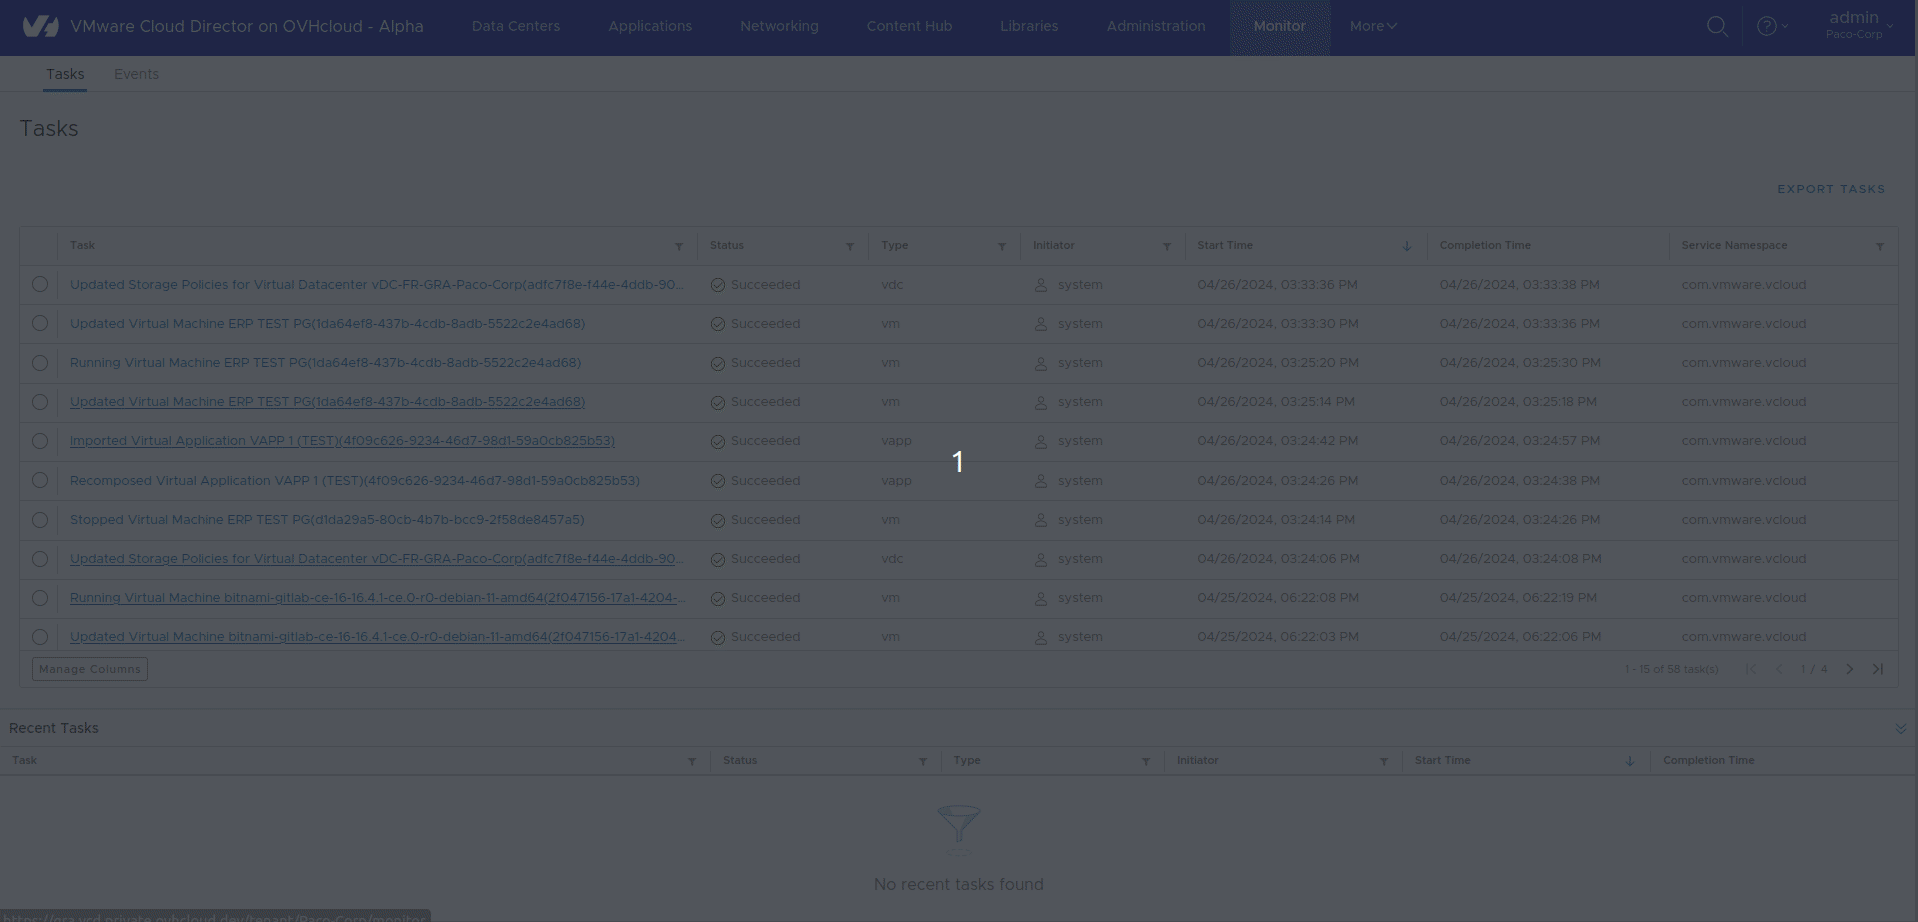 VMware Cloud Director on OVHcloud - Alpha
Data Centers
Applications
Networking
Content Hub
Libraries
Administration
Monitor
More
admin
Paco-Corp
Tasks
Events
Tasks
EXPORT TASKS
Task Status Type Initiator Start Time Completion Time Service Namespace
Updated Storage Policies for Virtual Datacenter vDC-FR-GRA-Paco-Corp(adfc7f8e-f44e-4ddb-90... Succeeded vdc system 04/26/2024, 03:33:36 PM 04/26/2024, 03:33:38 PM com.vmware.vcloud
Updated Virtual Machine ERP TEST PG(1da64ef8-437b-4cdb-8adb-5522c2e4ad68) Succeeded vm system 04/26/2024, 03:33:30 PM 04/26/2024, 03:33:36 PM com.vmware.vcloud
Running Virtual Machine ERP TEST PG(1da64ef8-437b-4cdb-8adb-5522c2e4ad68) Succeeded vm system 04/26/2024, 03:25:20 PM 04/26/2024, 03:25:30 PM com.vmware.vcloud
Updated Virtual Machine ERP TEST PG(1da64ef8-437b-4cdb-8adb-5522c2e4ad68) Succeeded vm system 04/26/2024, 03:25:14 PM 04/26/2024, 03:25:18 PM com.vmware.vcloud
Imported Virtual Application VAPP 1 (TEST)(4f09c626-9234-46d7-98d1-59a0cb825b53) Succeeded vapp system 04/26/2024, 03:24:42 PM 04/26/2024, 03:24:57 PM com.vmware.vcloud
1
Recomposed Virtual Application VAPP 1 (TEST)(4f09c626-9234-46d7-98d1-59a0cb825b53) Succeeded vapp system 04/26/2024, 03:24:26 PM 04/26/2024, 03:24:38 PM com.vmware.vcloud
Stopped Virtual Machine ERP TEST PG(d1da29a5-80cb-4b7b-bcc9-2f58de8457a5) Succeeded vm system 04/26/2024, 03:24:14 PM 04/26/2024, 03:24:26 PM com.vmware.vcloud
Updated Storage Policies for Virtual Datacenter vDC-FR-GRA-Paco-Corp(adfc7f8e-f44e-4ddb-90... Succeeded vdc system 04/26/2024, 03:24:06 PM 04/26/2024, 03:24:08 PM com.vmware.vcloud
Running Virtual Machine bitnami-gitlab-ce-16-16.4.1-ce.0-r0-debian-11-amd64(2f047156-17a1-4204-... Succeeded vm system 04/25/2024, 06:22:08 PM 04/25/2024, 06:22:19 PM com.vmware.vcloud
Updated Virtual Machine bitnami-gitlab-ce-16-16.4.1-ce.0-r0-debian-11-amd64(2f047156-17a1-4204... Succeeded vm system 04/25/2024, 06:22:03 PM 04/25/2024, 06:22:06 PM com.vmware.vcloud
Manage Columns
1 - 15 of 58 task(s)
1 / 4
Recent Tasks
Task Status Type Initiator Start Time Completion Time
No recent tasks found
https://gra.vcd.private.ovhcloud.dev/tenant/Paco-Corp/monitor